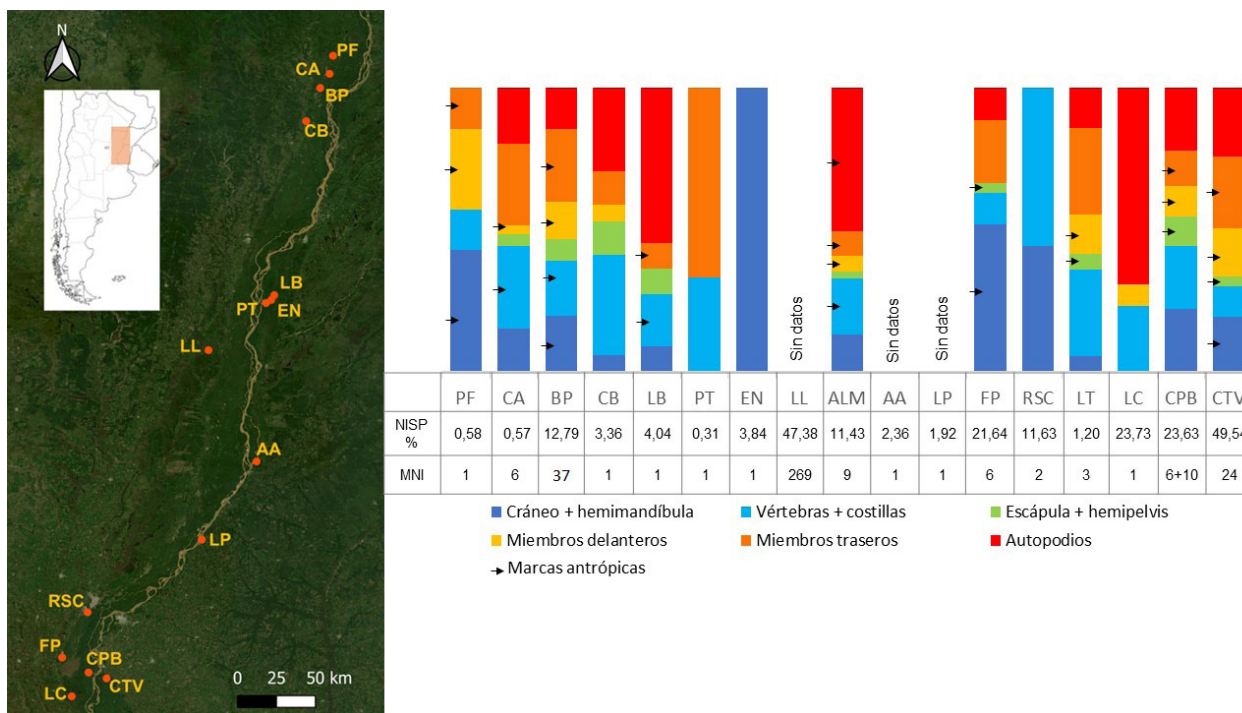 N
PF
CA
BP
CB
LB
PT
EN
LL
AA
LP
RSC
FP
CPB
CTV
LC
0 25 50 km
Sin datos
Sin datos
Sin datos
PF CA BP CB LB PT EN LL ALM AA LP FP RSC LT LC CPB CTV
NISP
% 0,58 0,57 12,79 3,36 4,04 0,31 3,84 47,38 11,43 2,36 1,92 21,64 11,63 1,20 23,73 23,63 49,54
MNI 1 6 37 1 1 1 1 269 9 1 1 6 2 3 1 6+10 24
Cráneo + hemimandíbula Vértebras + costillas Escápula + hemipelvis
Miembros delanteros Miembros traseros Autopodios
Marcas antrópicas